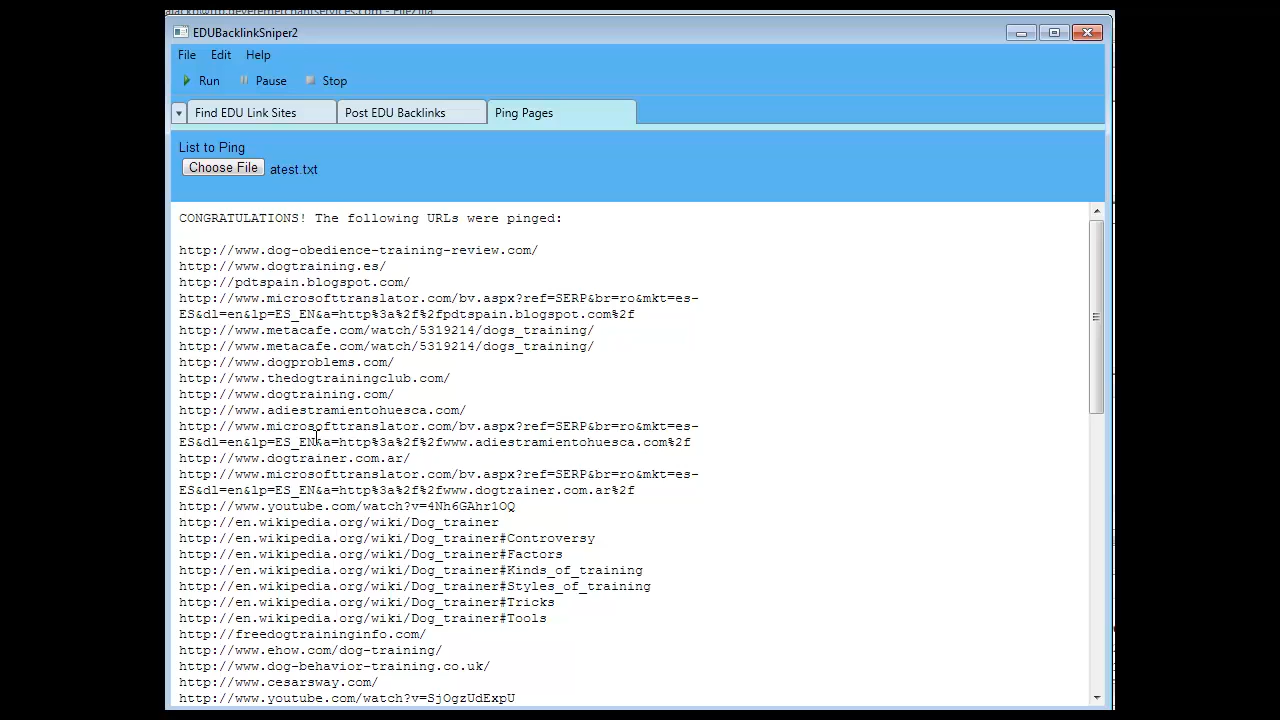 EDUBacklinkSniper2
File Edit Help
Run Pause Stop
Find EDU Link Sites Post EDU Backlinks Ping Pages
List to Ping
Choose File atest.txt
CONGRATULATIONS! The following URLs were pinged:
http://www.dog-obedience-training-review.com/
http://www.dogtraining.es/
http://pdtspain.blogspot.com/
http://www.microsofttranslator.com/bv.aspx?ref=SERP&br=ro&mkt=es-
ES&dl=en&lp=ES_EN&a=http%3a%2f%2fpdtspain.blogspot.com%2f
http://www.metacafe.com/watch/5319214/dogs_training/
http://www.metacafe.com/watch/5319214/dogs_training/
http://www.dogproblems.com/
http://www.thedogtrainingclub.com/
http://www.dogtraining.com/
http://www.adiestramientohuesca.com/
http://www.microsofttranslator.com/bv.aspx?ref=SERP&br=ro&mkt=es-
ES&dl=en&lp=ES_EN&a=http%3a%2f%2fwww.adiestramientohuesca.com%2f
http://www.dogtrainer.com.ar/
http://www.microsofttranslator.com/bv.aspx?ref=SERP&br=ro&mkt=es-
ES&dl=en&lp=ES_EN&a=http%3a%2f%2fwww.dogtrainer.com.ar%2f
http://www.youtube.com/watch?v=4Nh6GAhr1OQ
http://en.wikipedia.org/wiki/Dog_trainer
http://en.wikipedia.org/wiki/Dog_trainer#Controversy
http://en.wikipedia.org/wiki/Dog_trainer#Factors
http://en.wikipedia.org/wiki/Dog_trainer#Kinds_of_training
http://en.wikipedia.org/wiki/Dog_trainer#Styles_of_training
http://en.wikipedia.org/wiki/Dog_trainer#Tricks
http://en.wikipedia.org/wiki/Dog_trainer#Tools
http://freedogtraininginfo.com/
http://www.ehow.com/dog-training/
http://www.dog-behavior-training.co.uk/
http://www.cesarsway.com/
http://www.youtube.com/watch?v=SjOgzUdExpU